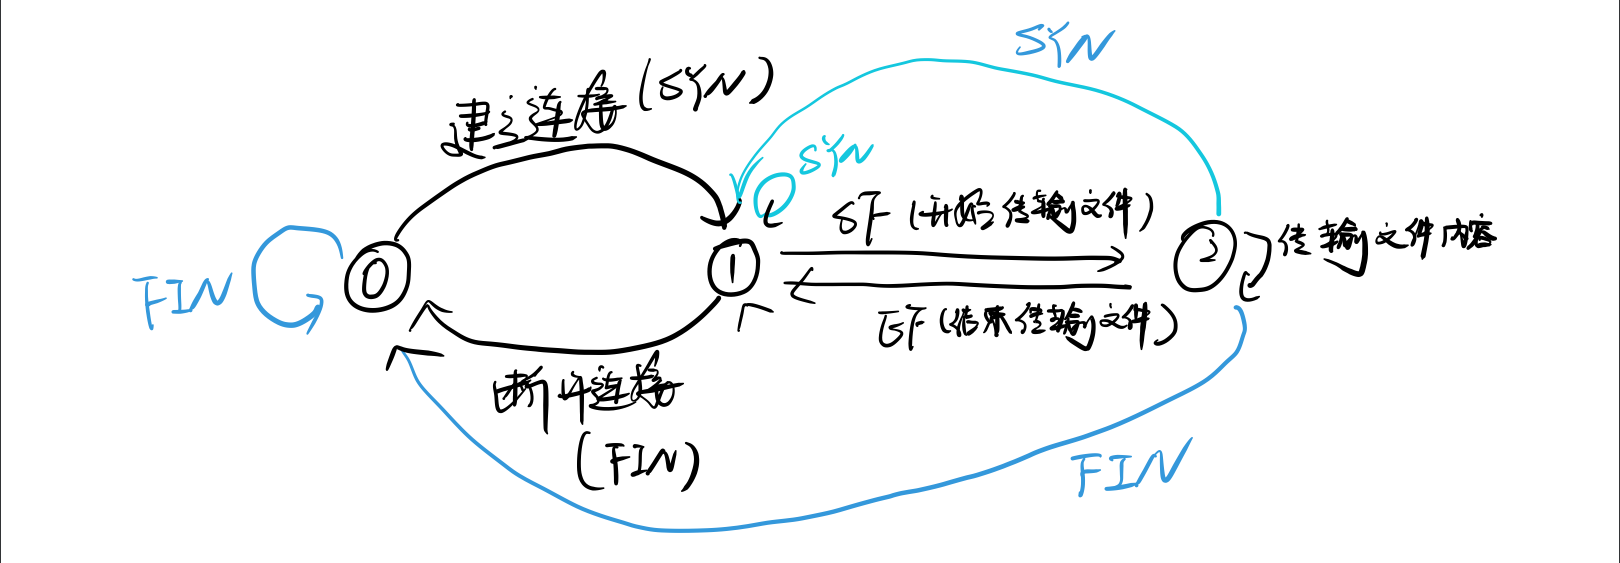 SYN
建立连接(SYN)
SYN
SF (开始传输文件)
0
1
2
传输文件内容
FIN
EF (结束传输文件)
断开连接
(FIN)
FIN